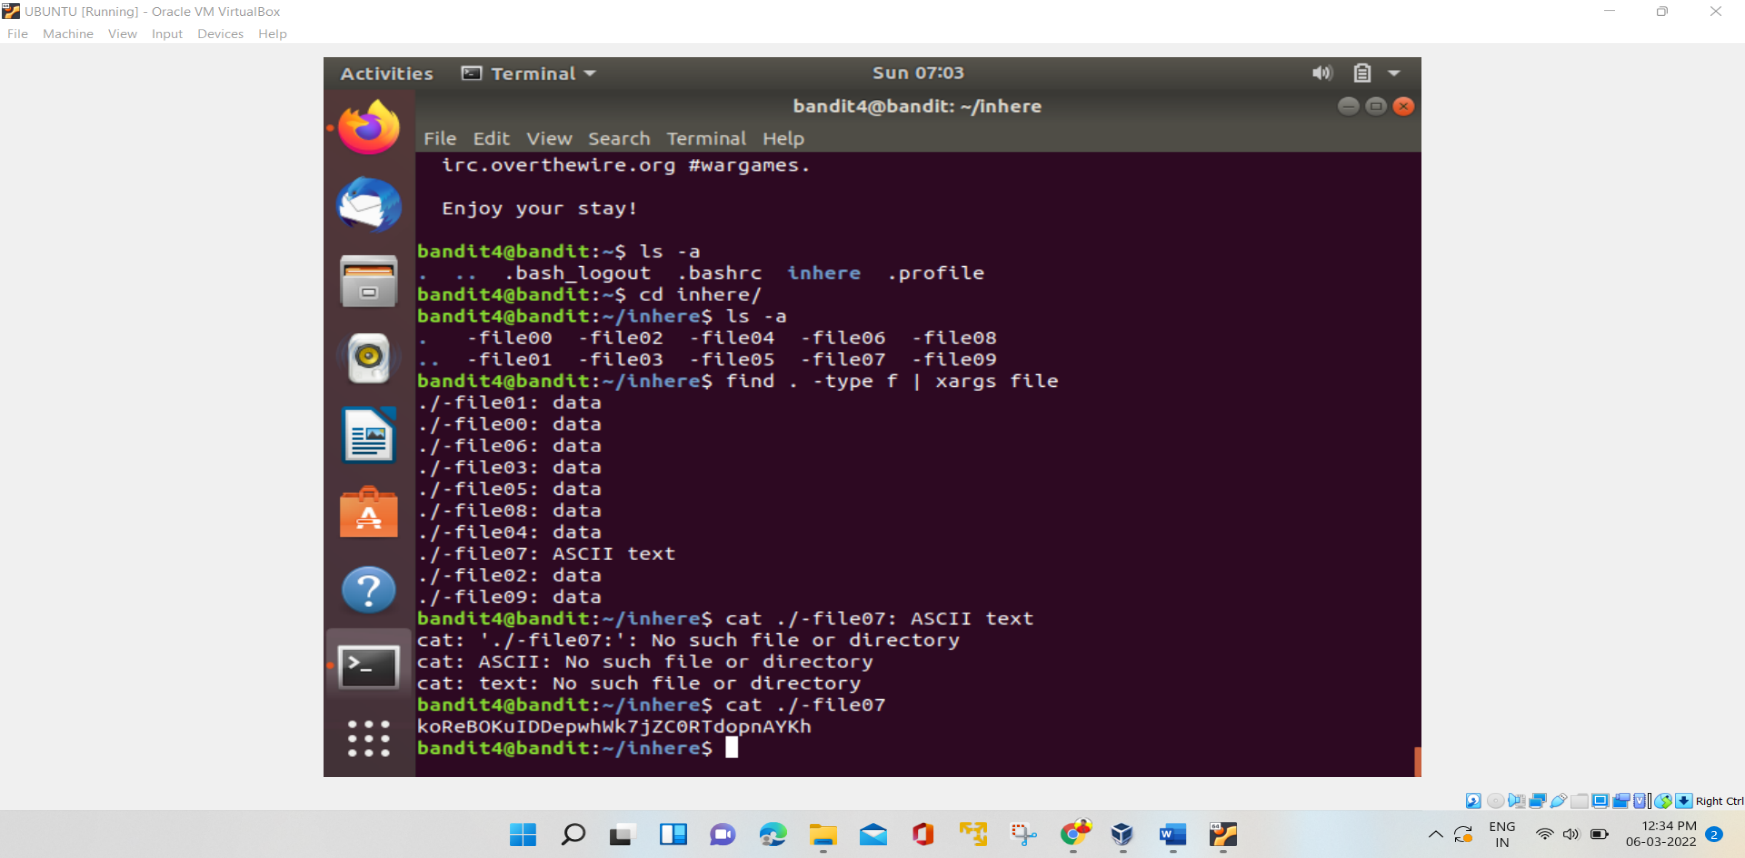 UBUNTU [Running] - Oracle VM VirtualBox
File Machine View Input Devices Help
Activities Terminal Sun 07:03
bandit4@bandit: ~/inhere
File Edit View Search Terminal Help
irc.overthewire.org #wargames.
Enjoy your stay!
bandit4@bandit:~$ ls -a
. .. .bash_logout .bashrc inhere .profile
bandit4@bandit:~$ cd inhere/
bandit4@bandit:~/inhere$ ls -a
. -file00 -file02 -file04 -file06 -file08
.. -file01 -file03 -file05 -file07 -file09
bandit4@bandit:~/inhere$ find . -type f | xargs file
./-file01: data
./-file00: data
./-file06: data
./-file03: data
./-file05: data
./-file08: data
./-file04: data
./-file07: ASCII text
./-file02: data
./-file09: data
bandit4@bandit:~/inhere$ cat ./-file07: ASCII text
cat: './-file07:': No such file or directory
cat: ASCII: No such file or directory
cat: text: No such file or directory
bandit4@bandit:~/inhere$ cat ./-file07
koReBOKuIDDepwhWk7jZC0RTdopnAYKh
bandit4@bandit:~/inhere$
Right Ctrl
ENG
IN
12:34 PM
06-03-2022
2